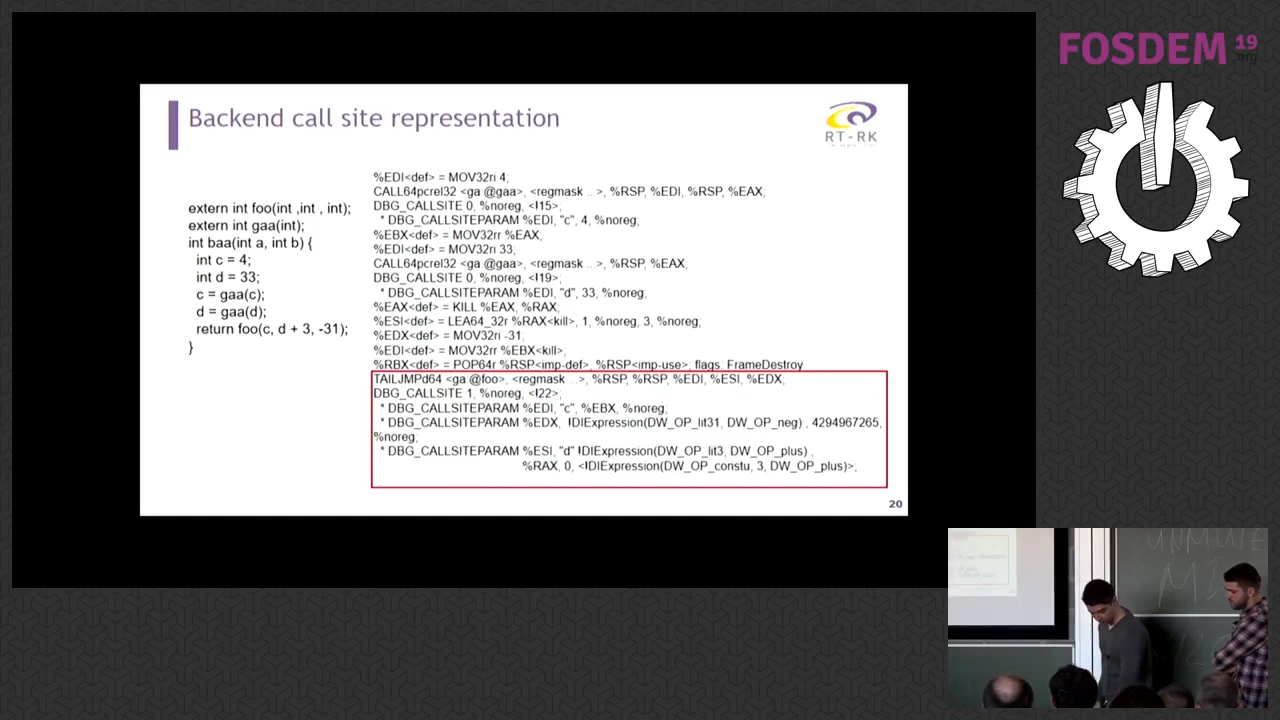 FOSDEM 19
.org
Backend call site representation
RT-RK
extern int foo(int ,int , int);
extern int gaa(int);
int baa(int a, int b) {
int c = 4;
int d = 33;
c = gaa(c);
d = gaa(d);
return foo(c, d + 3, -31);
}
%EDI<def> = MOV32ri 4;
CALL64pcrel32 <ga @gaa>, <regmask ...>, %RSP, %EDI, %RSP, %EAX;
DBG_CALLSITE 0, %noreg, <!15>;
* DBG_CALLSITEPARAM %EDI, "c", 4, %noreg;
%EBX<def> = MOV32rr %EAX;
%EDI<def> = MOV32ri 33;
CALL64pcrel32 <ga @gaa>, <regmask ...>, %RSP, %EAX;
DBG_CALLSITE 0, %noreg, <!19>;
* DBG_CALLSITEPARAM %EDI, "d", 33, %noreg;
%EAX<def> = KILL %EAX, %RAX;
%ESI<def> = LEA64_32r %RAX<kill>, 1, %noreg, 3, %noreg;
%EDX<def> = MOV32ri -31;
%EDI<def> = MOV32rr %EBX<kill>;
%RBX<def> = POP64r %RSP<imp-def>, %RSP<imp-use>; flags: FrameDestroy
TAILJMPd64 <ga @foo>, <regmask ...>, %RSP, %RSP, %EDI, %ESI, %EDX;
DBG_CALLSITE 1, %noreg, <!22>;
* DBG_CALLSITEPARAM %EDI, "c", %EBX, %noreg;
* DBG_CALLSITEPARAM %EDX, !DIExpression(DW_OP_lit31, DW_OP_neg) , 4294967265,
%noreg;
* DBG_CALLSITEPARAM %ESI, "d" !DIExpression(DW_OP_lit3, DW_OP_plus) ,
%RAX, 0, <!DIExpression(DW_OP_constu, 3, DW_OP_plus)>;
20
UNMUTE